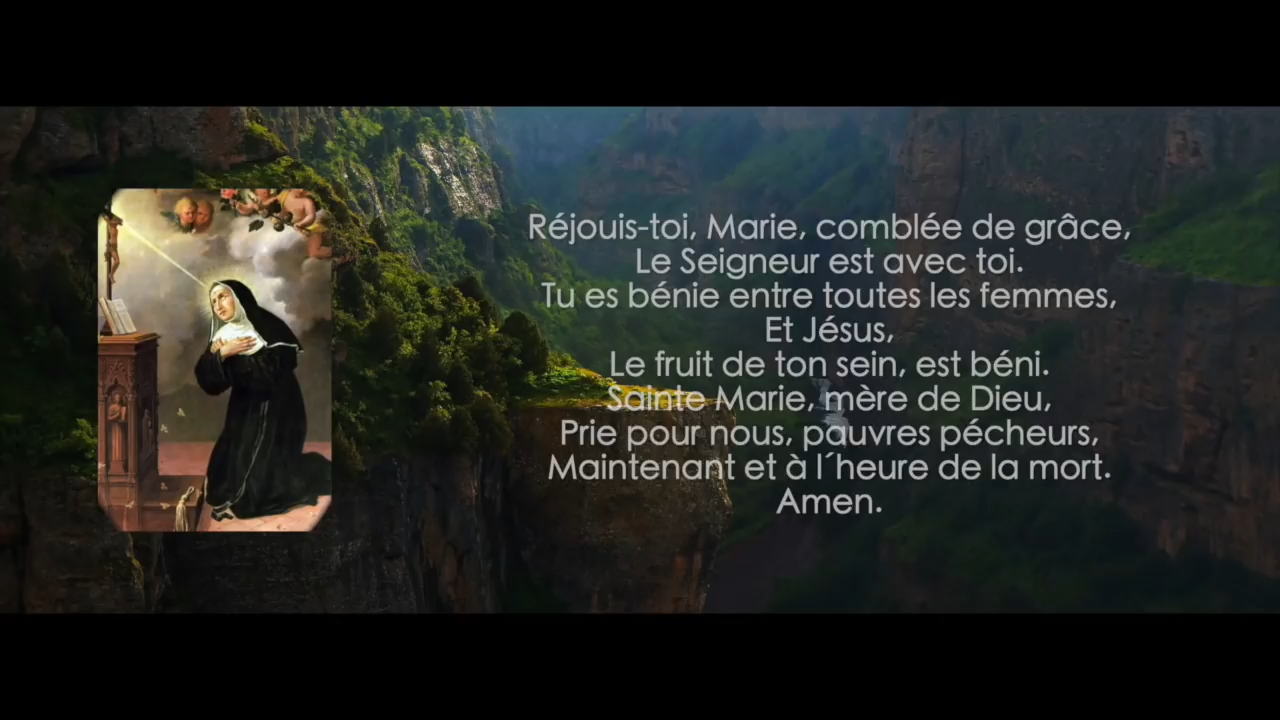 Réjouis-toi, Marie, comblée de grâce,
Le Seigneur est avec toi.
Tu es bénie entre toutes les femmes,
Et Jésus,
Le fruit de ton sein, est béni.
Sainte Marie, mère de Dieu,
Prie pour nous, pauvres pécheurs,
Maintenant et à l´heure de la mort.
Amen.